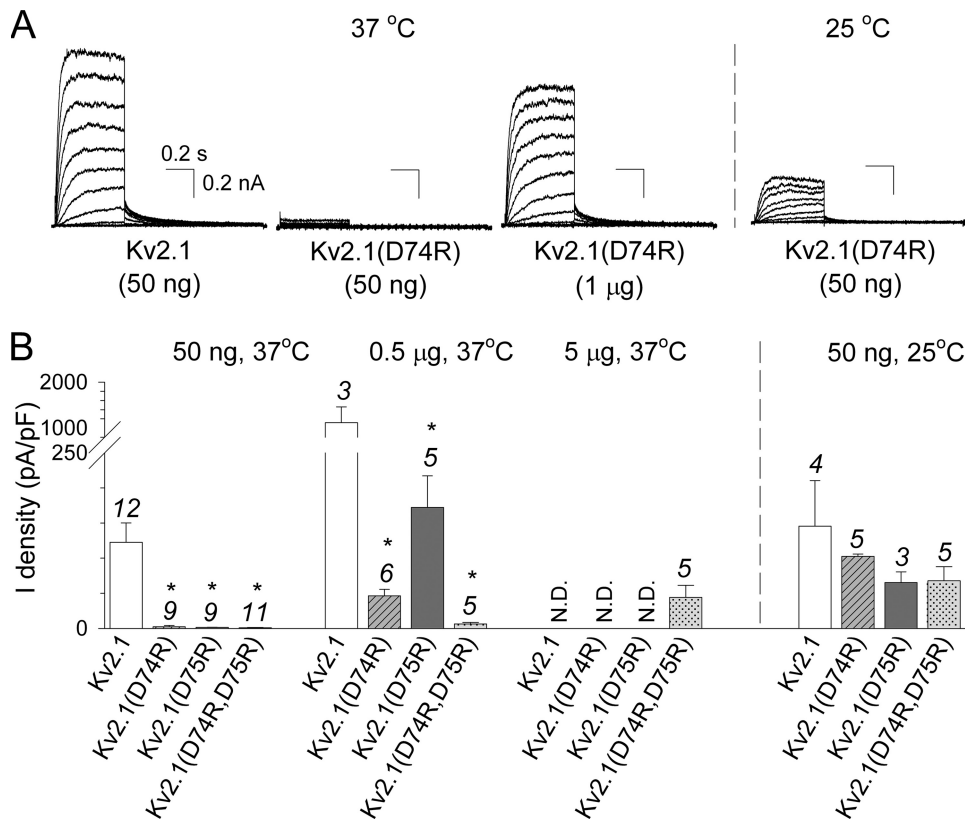 A
37 °C
25 °C
0.2 s
0.2 nA
Kv2.1
(50 ng)
Kv2.1(D74R)
(50 ng)
Kv2.1(D74R)
(1 μg)
Kv2.1(D74R)
(50 ng)
B
50 ng, 37°C
0.5 μg, 37°C
5 μg, 37°C
50 ng, 25°C
I density (pA/pF)
2000
1000
250
0
12
* 9
* 9
* 11
3
* 6
* 5
* 5
N.D.
N.D.
N.D.
5
4
5
3
5
Kv2.1
Kv2.1(D74R)
Kv2.1(D75R)
Kv2.1(D74R,D75R)
Kv2.1
Kv2.1(D74R)
Kv2.1(D75R)
Kv2.1(D74R,D75R)
Kv2.1
Kv2.1(D74R)
Kv2.1(D75R)
Kv2.1(D74R,D75R)
Kv2.1
Kv2.1(D74R)
Kv2.1(D75R)
Kv2.1(D74R,D75R)